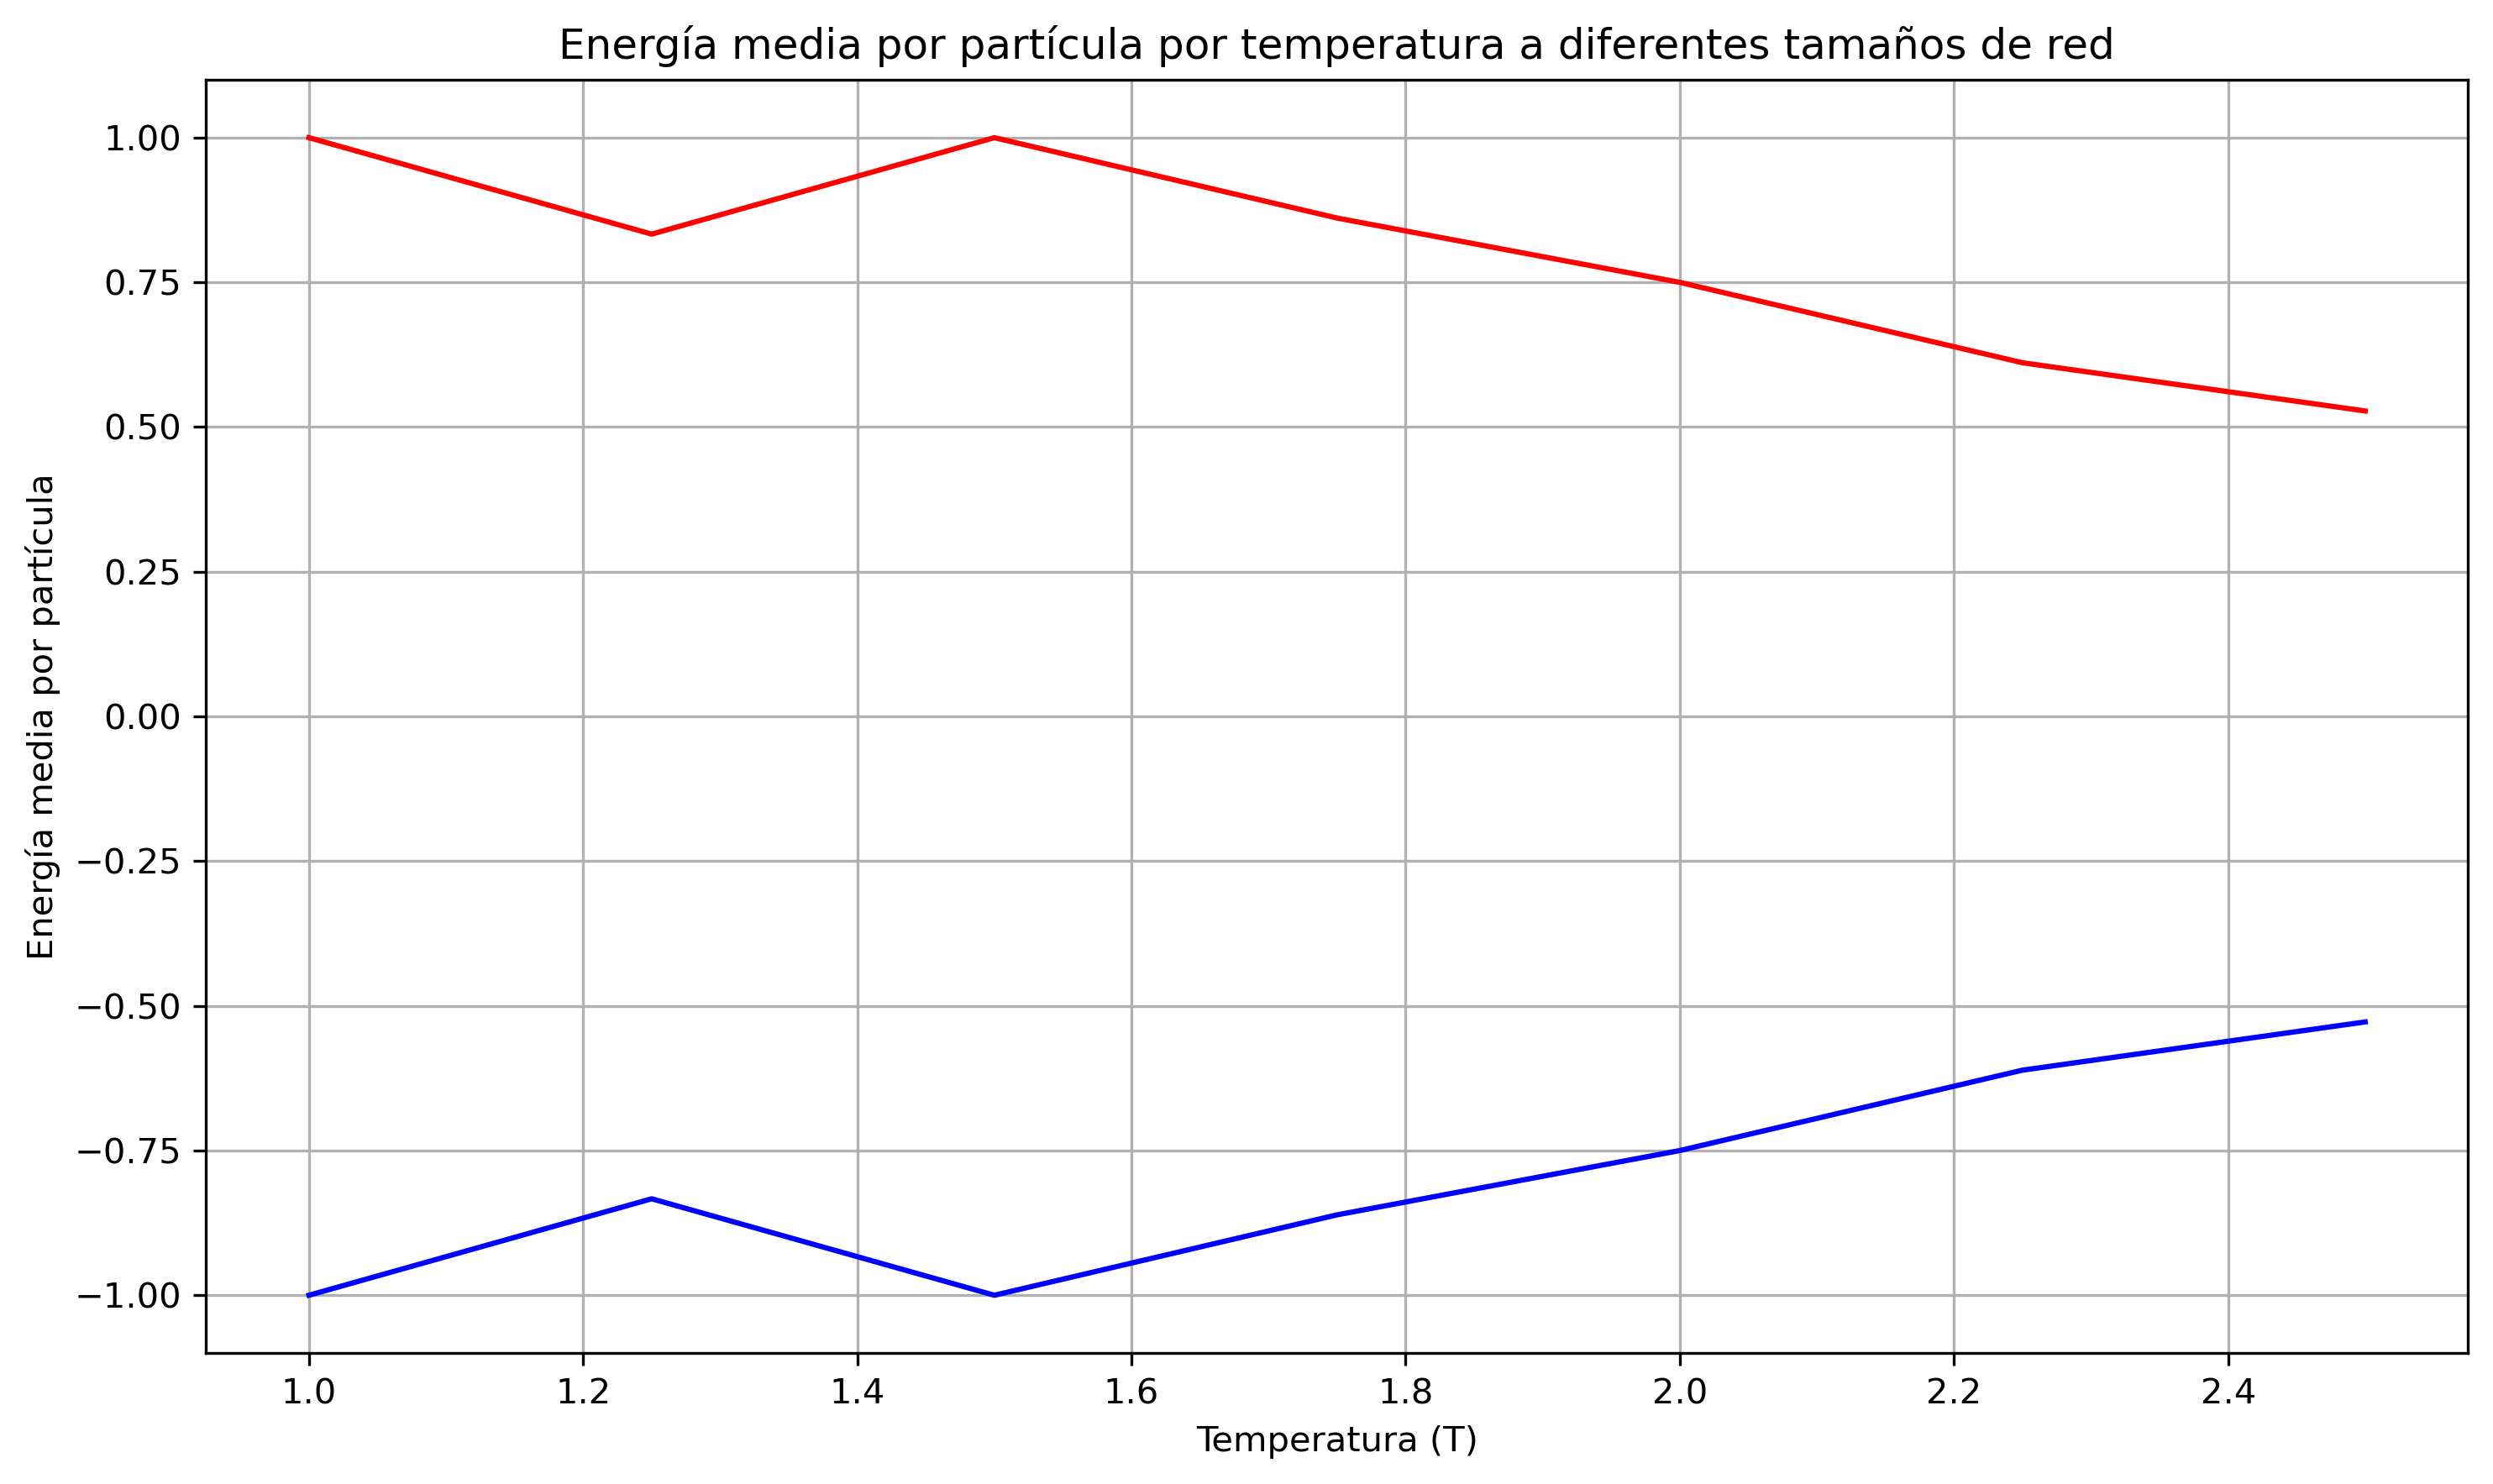 Energía media por partícula por temperatura a diferentes tamaños de red
Energía media por partícula
1.00
0.75
0.50
0.25
0.00
−0.25
−0.50
−0.75
−1.00
1.0 1.2 1.4 1.6 1.8 2.0 2.2 2.4
Temperatura (T)